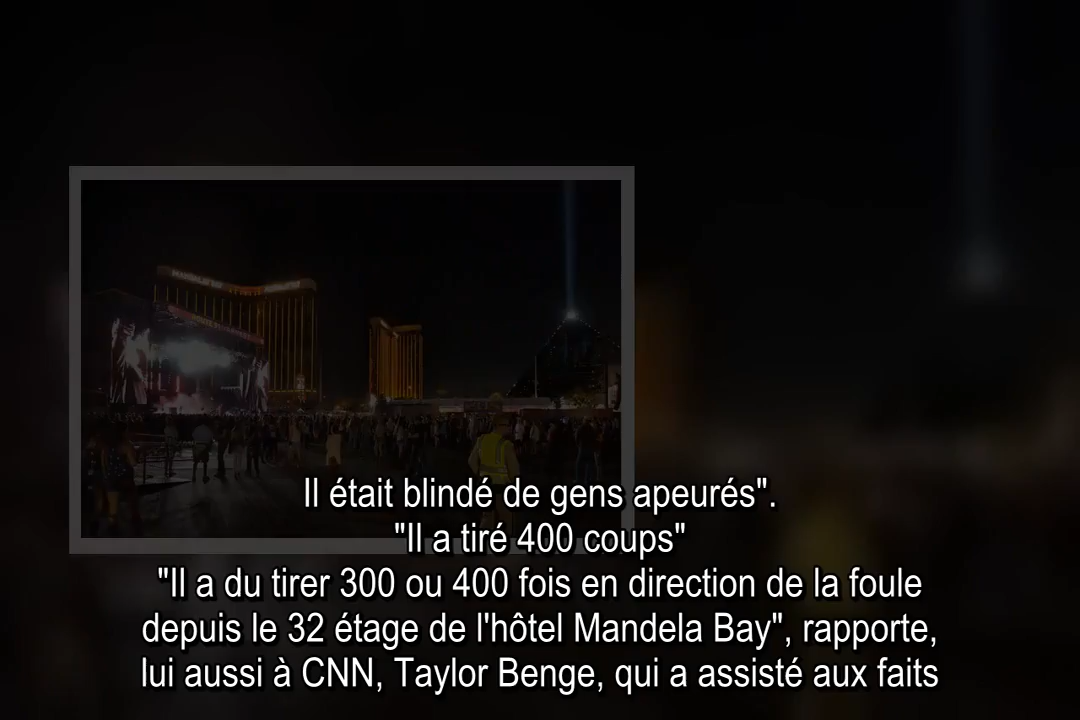 Il était blindé de gens apeurés".
"Il a tiré 400 coups"
"Il a du tirer 300 ou 400 fois en direction de la foule
depuis le 32 étage de l'hôtel Mandela Bay", rapporte,
lui aussi à CNN, Taylor Benge, qui a assisté aux faits